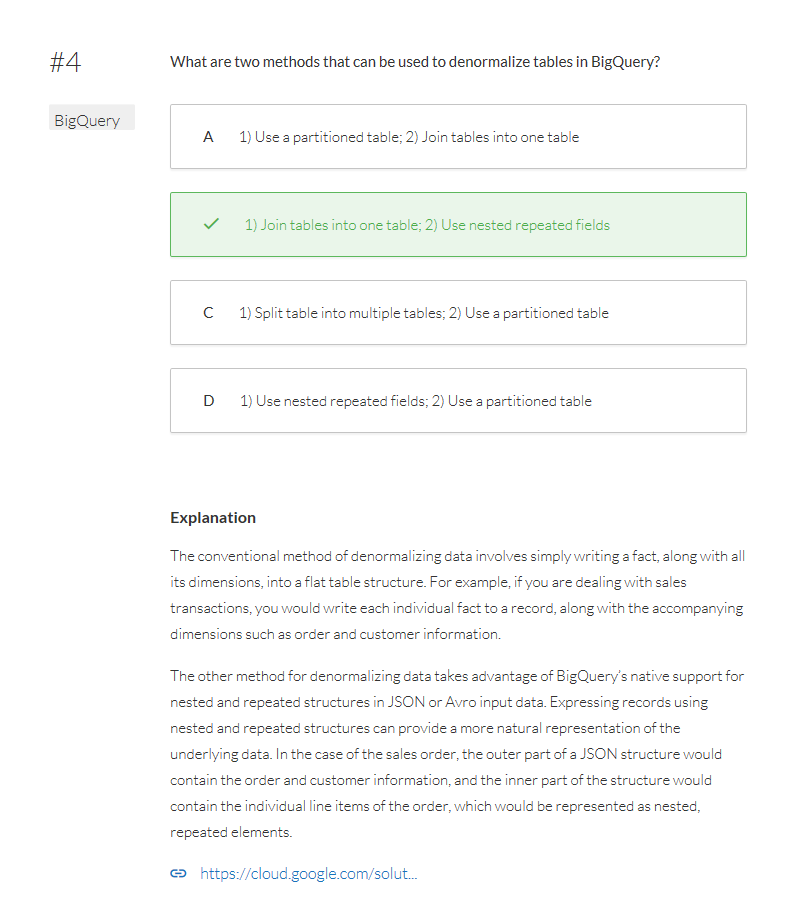 #4
What are two methods that can be used to denormalize tables in BigQuery?
BigQuery
A 1) Use a partitioned table; 2) Join tables into one table
1) Join tables into one table; 2) Use nested repeated fields
C 1) Split table into multiple tables; 2) Use a partitioned table
D 1) Use nested repeated fields; 2) Use a partitioned table
Explanation
The conventional method of denormalizing data involves simply writing a fact, along with all
its dimensions, into a flat table structure. For example, if you are dealing with sales
transactions, you would write each individual fact to a record, along with the accompanying
dimensions such as order and customer information.
The other method for denormalizing data takes advantage of BigQuery's native support for
nested and repeated structures in JSON or Avro input data. Expressing records using
nested and repeated structures can provide a more natural representation of the
underlying data. In the case of the sales order, the outer part of a JSON structure would
contain the order and customer information, and the inner part of the structure would
contain the individual line items of the order, which would be represented as nested,
repeated elements.
https://cloud.google.com/solut...